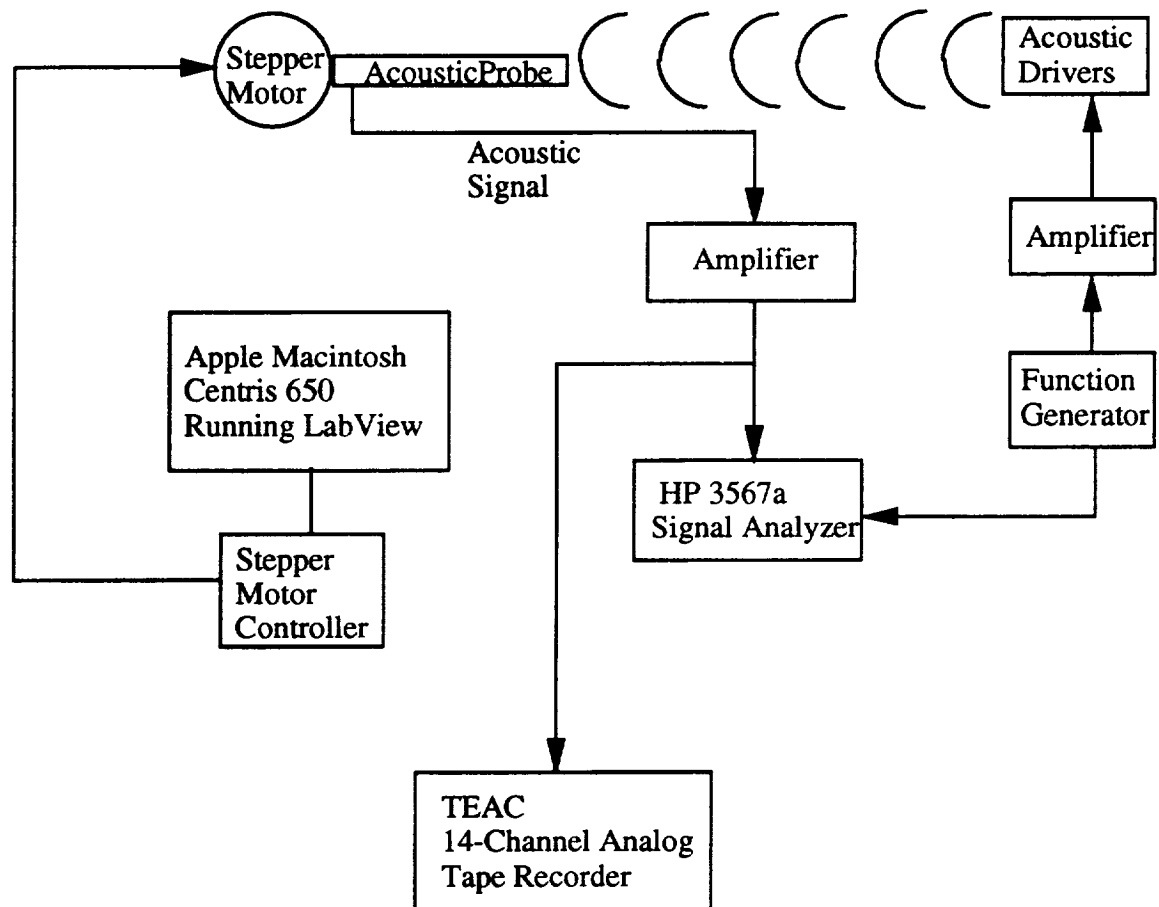 Stepper
Motor
AcousticProbe
Acoustic
Drivers
Acoustic
Signal
Amplifier
Amplifier
Apple Macintosh
Centris 650
Running LabView
Function
Generator
HP 3567a
Signal Analyzer
Stepper
Motor
Controller
TEAC
14-Channel Analog
Tape Recorder